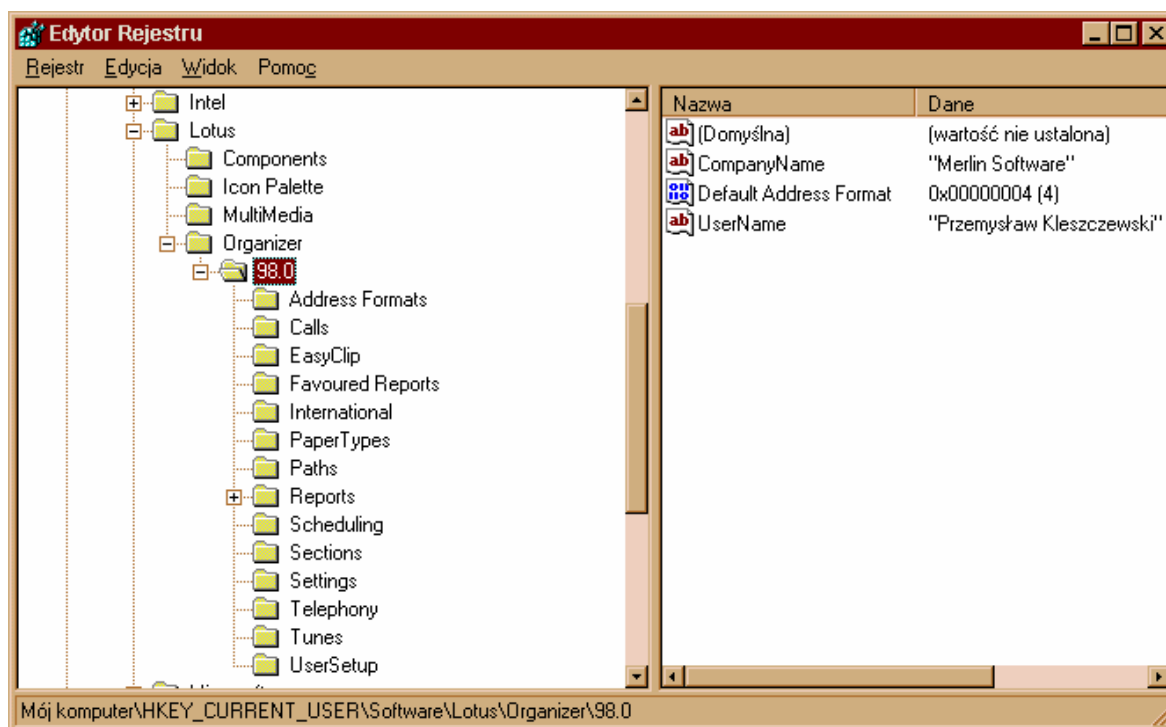 Edytor Rejestru
Rejestr Edycja Widok Pomoc
Intel
Lotus
Components
Icon Palette
MultiMedia
Organizer
98.0
Address Formats
Calls
EasyClip
Favoured Reports
International
PaperTypes
Paths
Reports
Scheduling
Sections
Settings
Telephony
Tunes
UserSetup
Nazwa Dane
(Domyślna) (wartość nie ustalona)
CompanyName "Merlin Software"
Default Address Format 0x00000004 (4)
UserName "Przemysław Kleszczewski"
Mój komputer\HKEY_CURRENT_USER\Software\Lotus\Organizer\98.0